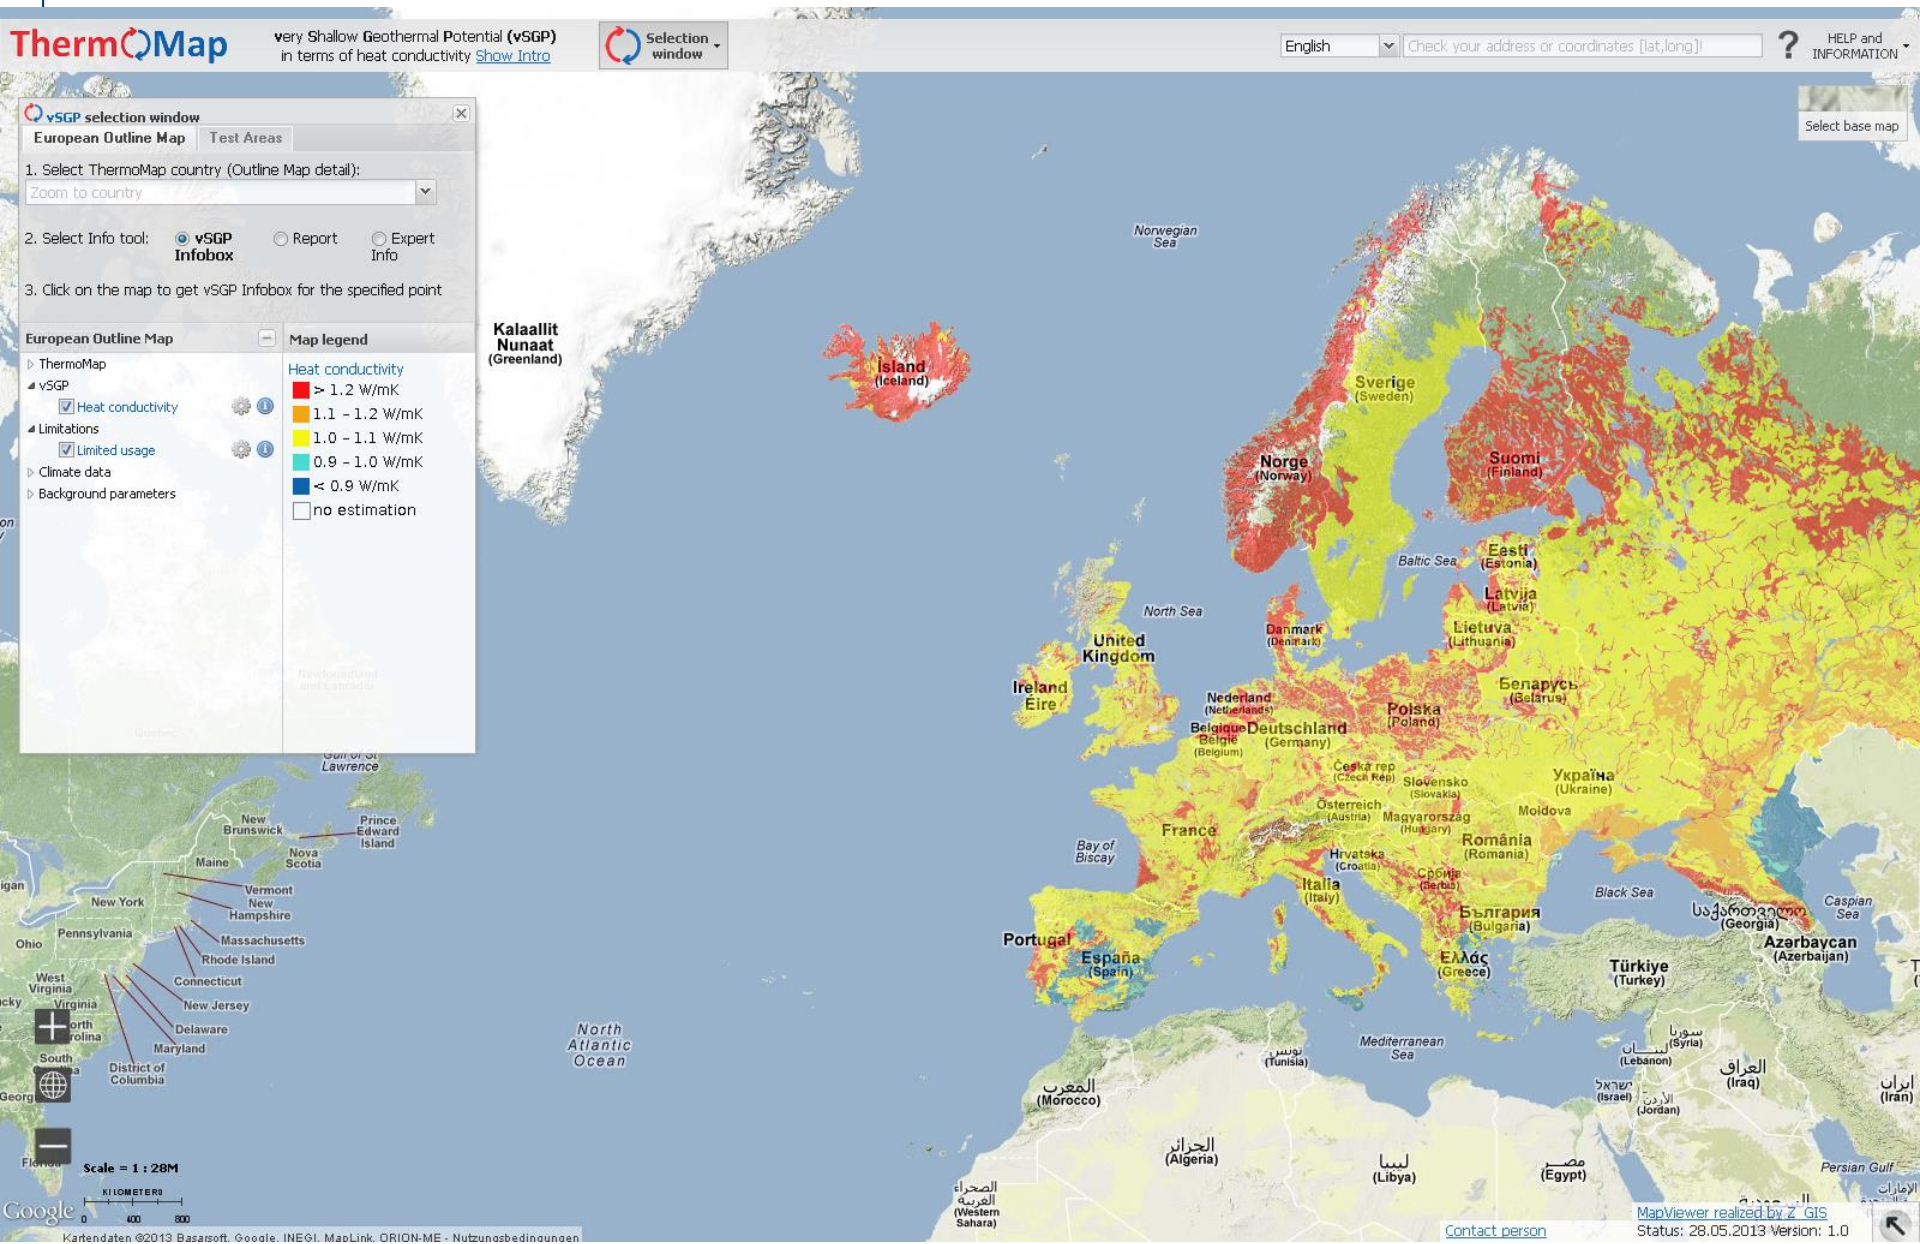 ThermMap
very Shallow Geothermal Potential (vSGP)
in terms of heat conductivity Show Intro
Selection
window
English
Check your address or coordinates [lat,long]!
?
HELP and
INFORMATION
Select base map
vSGP selection window
European Outline Map
Test Areas
1. Select ThermoMap country (Outline Map detail):
Zoom to country
2. Select Info tool:
vSGP
Infobox
Report
Expert
Info
3. Click on the map to get vSGP Infobox for the specified point
European Outline Map
ThermoMap
vSGP
Heat conductivity
Limitations
Limited usage
Climate data
Background parameters
Map legend
Heat conductivity
> 1.2 W/mK
1.1 - 1.2 W/mK
1.0 - 1.1 W/mK
0.9 - 1.0 W/mK
< 0.9 W/mK
no estimation
Newfoundland
and Labrador
Quebec
Kalaallit
Nunaat
(Greenland)
Ísland
(Iceland)
Norwegian
Sea
Sverige
(Sweden)
Norge
(Norway)
Suomi
(Finland)
Baltic Sea
Eesti
(Estonia)
Latvija
(Latvia)
Lietuva
(Lithuania)
North Sea
Danmark
(Denmark)
United
Kingdom
Ireland
Éire
Nederland
(Netherlands)
Belgique
België
(Belgium)
Deutschland
(Germany)
Polska
(Poland)
Беларусь
(Belarus)
Česká rep
(Czech Rep)
Slovensko
(Slovakia)
Україна
(Ukraine)
Österreich
(Austria)
Magyarország
(Hungary)
Moldova
France
România
(Romania)
Bay of
Biscay
Hrvatska
(Croatia)
Србија
(Serbia)
Italia
(Italy)
България
(Bulgaria)
Black Sea
საქართველო
(Georgia)
Caspian
Sea
Azərbaycan
(Azerbaijan)
Portugal
España
(Spain)
Ελλάς
(Greece)
Türkiye
(Turkey)
Mediterranean
Sea
تونس
(Tunisia)
المغرب
(Morocco)
الجزائر
(Algeria)
ليبيا
(Libya)
مصر
(Egypt)
سوريا
(Syria)
لبنان
(Lebanon)
العراق
(Iraq)
ישראל
(Israel)
الأردن
(Jordan)
ايران
(Iran)
Persian Gulf
الإمارات
الصحراء
الغربية
(Western
Sahara)
North
Atlantic
Ocean
Gulf of St
Lawrence
New
Brunswick
Prince
Edward
Island
Nova
Scotia
Maine
Vermont
New
Hampshire
New York
Massachusetts
Pennsylvania
Rhode Island
Ohio
Connecticut
West
Virginia
New Jersey
Virginia
Delaware
Maryland
South
District of
Columbia
Florida
Scale = 1 : 28M
KILOMETERS
0 400 800
Google
Kartendaten ©2013 Basarsoft, Google, INEGI, MapLink, ORION-ME - Nutzungsbedingungen
Contact person
MapViewer realized by Z_GIS
Status: 28.05.2013 Version: 1.0